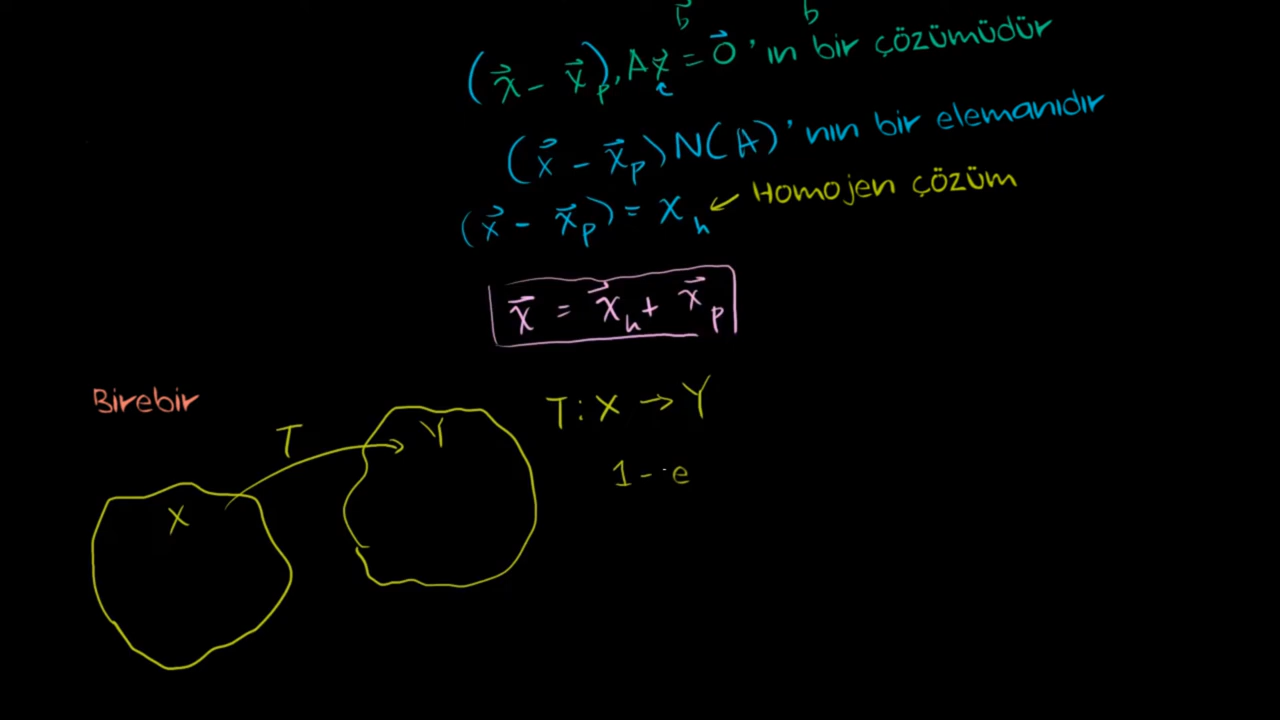 b⃗ b
(x⃗ - x⃗p), Ax⃗ = 0⃗ 'ın bir çözümüdür
(x⃗ - x⃗p) N(A)'nın bir elemanıdır
(x⃗ - x⃗p) = xh ← Homojen çözüm
x⃗ = x⃗h + x⃗p
Birebir
T
X
Y
T: X → Y
1-e